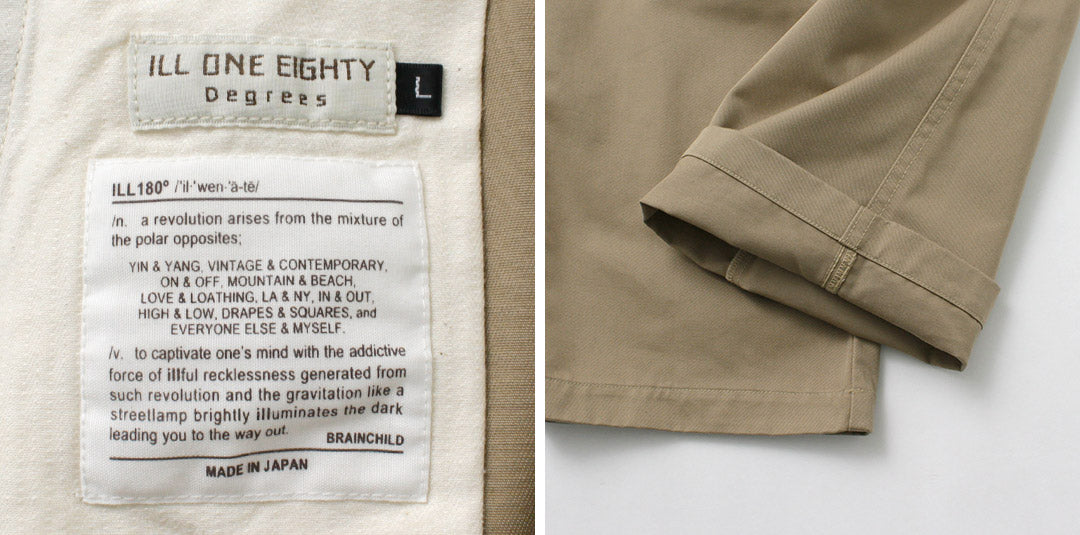 ILL ONE EIGHTY
Degrees
L
ILL180° /'il-'wen-'ā-tē/
/n. a revolution arises from the mixture of
the polar opposites;
YIN & YANG, VINTAGE & CONTEMPORARY,
ON & OFF, MOUNTAIN & BEACH,
LOVE & LOATHING, LA & NY, IN & OUT,
HIGH & LOW, DRAPES & SQUARES, and
EVERYONE ELSE & MYSELF.
/v. to captivate one's mind with the addictive
force of illful recklessness generated from
such revolution and the gravitation like a
streetlamp brightly illuminates the dark
leading you to the way out.
BRAINCHILD
MADE IN JAPAN